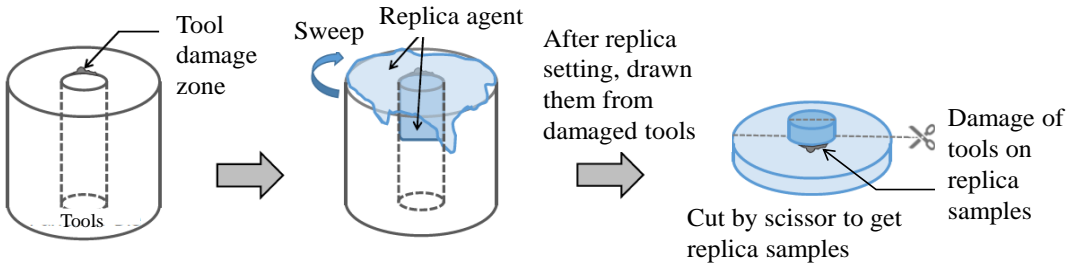 Tool
damage
zone
Tools
Sweep
Replica agent
After replica
setting, drawn
them from
damaged tools
Cut by scissor to get
replica samples
Damage of
tools on
replica
samples